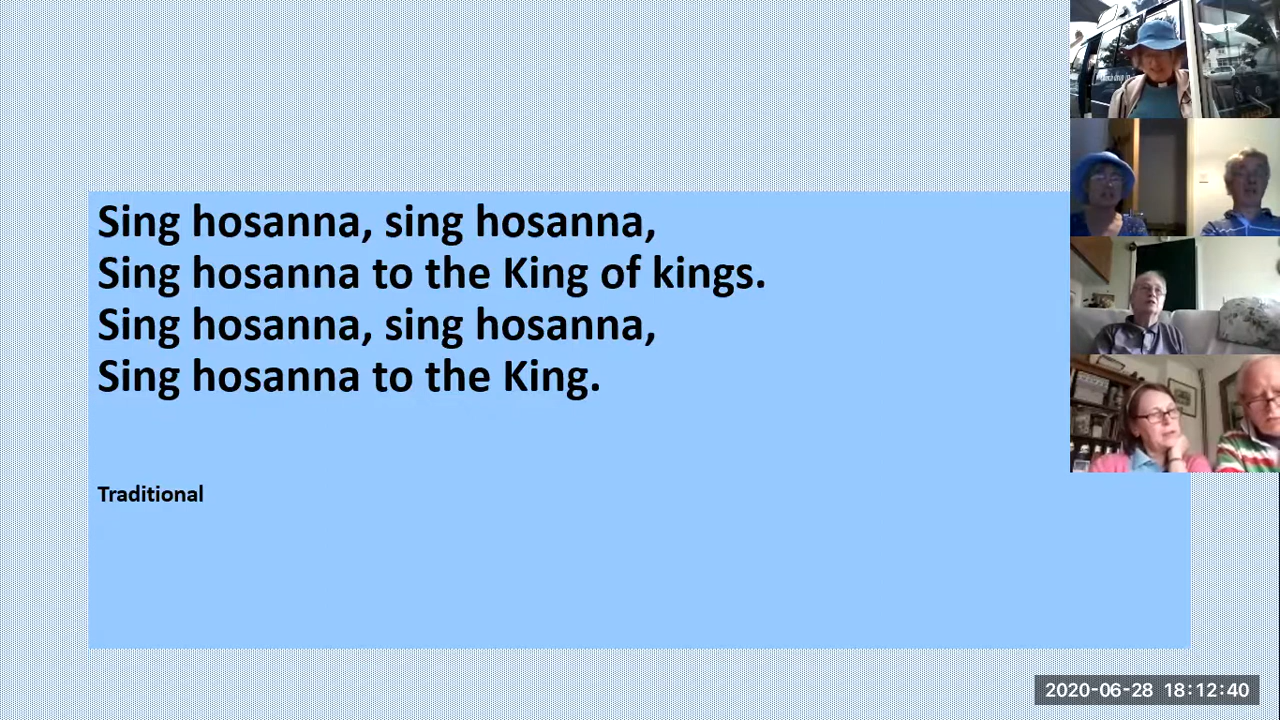 Sing hosanna, sing hosanna,
Sing hosanna to the King of kings.
Sing hosanna, sing hosanna,
Sing hosanna to the King.
Traditional
2020-06-28 18:12:40